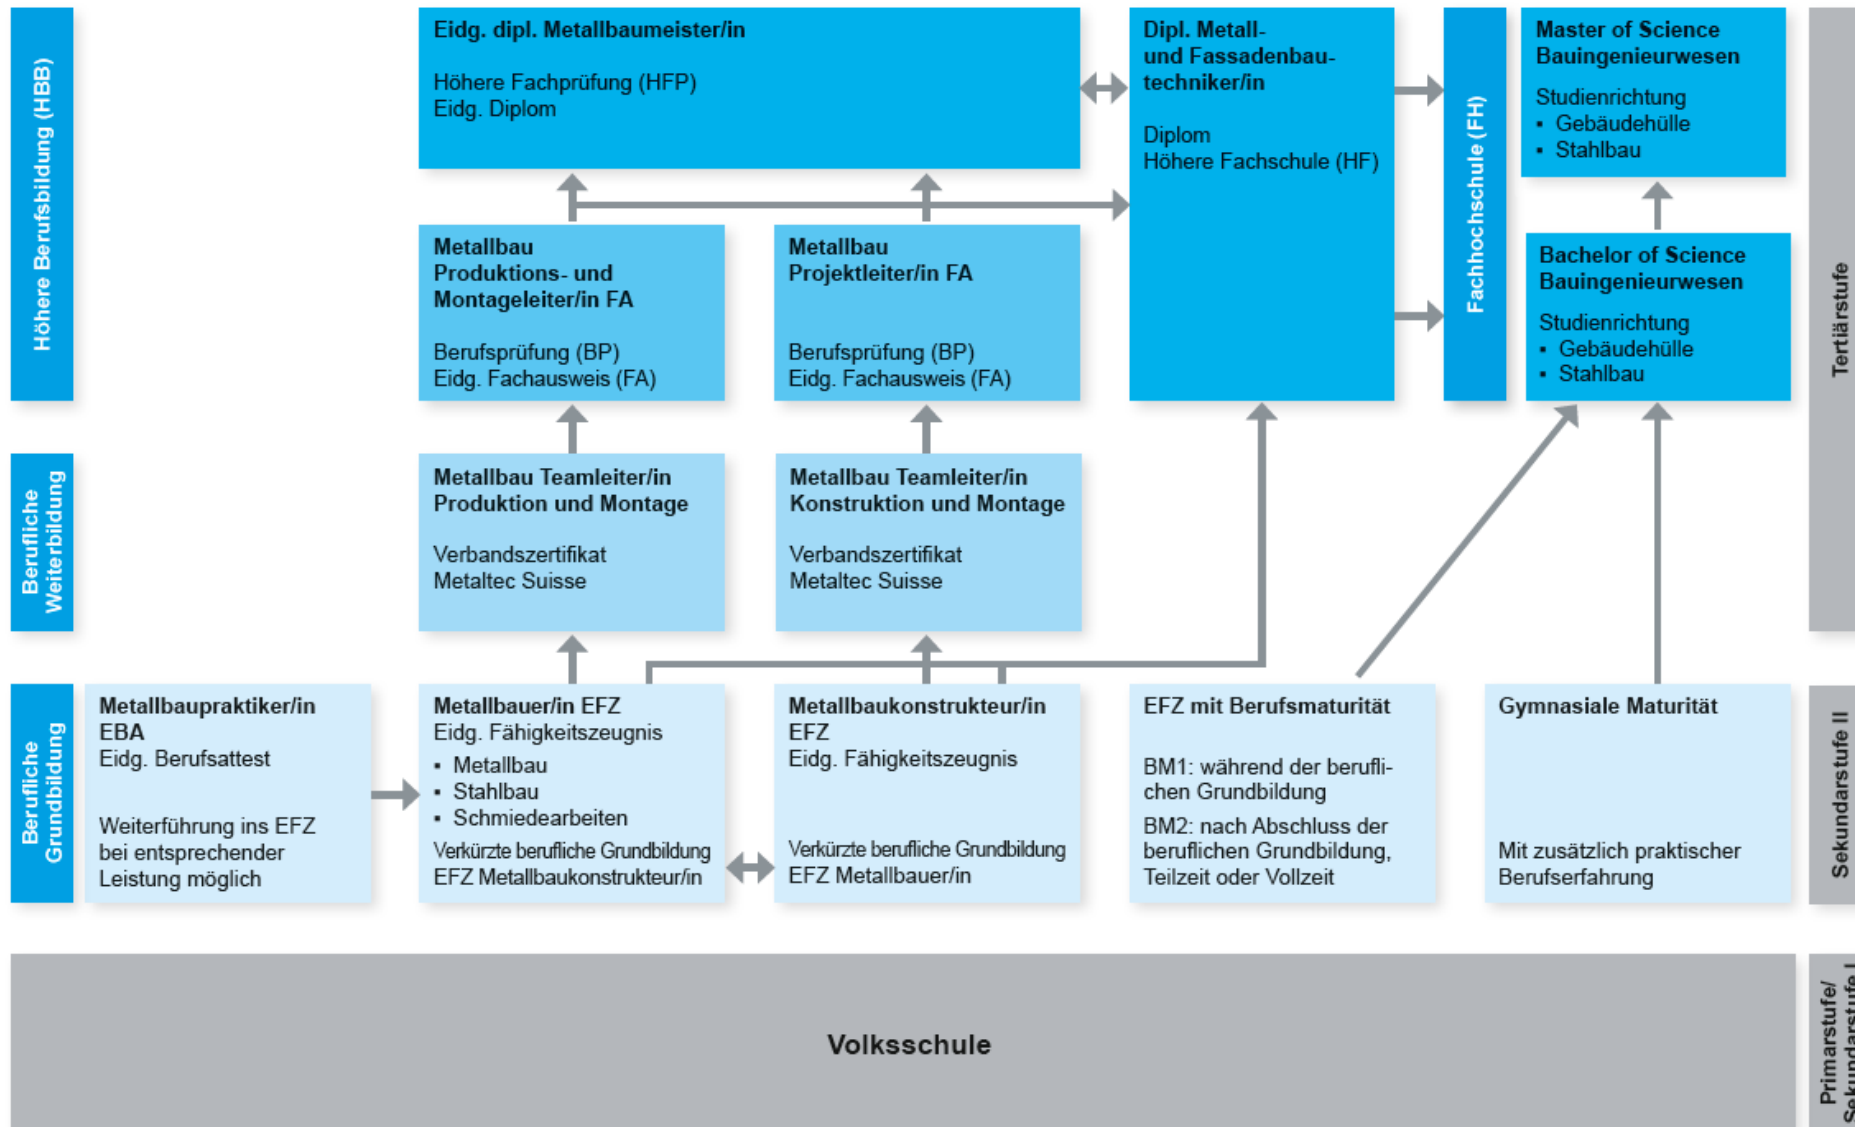 Höhere Berufsbildung (HBB)
Eidg. dipl. Metallbaumeister/in
Höhere Fachprüfung (HFP)
Eidg. Diplom
Dipl. Metall-
und Fassadenbau-
techniker/in
Diplom
Höhere Fachschule (HF)
Fachhochschule (FH)
Master of Science
Bauingenieurwesen
Studienrichtung
▪ Gebäudehülle
▪ Stahlbau
Tertiärstufe
Metallbau
Produktions- und
Montageleiter/in FA
Berufsprüfung (BP)
Eidg. Fachausweis (FA)
Metallbau
Projektleiter/in FA
Berufsprüfung (BP)
Eidg. Fachausweis (FA)
Bachelor of Science
Bauingenieurwesen
Studienrichtung
▪ Gebäudehülle
▪ Stahlbau
Berufliche
Weiterbildung
Metallbau Teamleiter/in
Produktion und Montage
Verbandszertifikat
Metaltec Suisse
Metallbau Teamleiter/in
Konstruktion und Montage
Verbandszertifikat
Metaltec Suisse
Berufliche
Grundbildung
Metallbaupraktiker/in
EBA
Eidg. Berufsattest
Weiterführung ins EFZ
bei entsprechender
Leistung möglich
Metallbauer/in EFZ
Eidg. Fähigkeitszeugnis
▪ Metallbau
▪ Stahlbau
▪ Schmiedearbeiten
Verkürzte berufliche Grundbildung
EFZ Metallbaukonstrukteur/in
Metallbaukonstrukteur/in
EFZ
Eidg. Fähigkeitszeugnis
Verkürzte berufliche Grundbildung
EFZ Metallbauer/in
EFZ mit Berufsmaturität
BM1: während der berufli-
chen Grundbildung
BM2: nach Abschluss der
beruflichen Grundbildung,
Teilzeit oder Vollzeit
Gymnasiale Maturität
Mit zusätzlich praktischer
Berufserfahrung
Sekundarstufe II
Volksschule
Primarstufe/
Sekundarstufe I